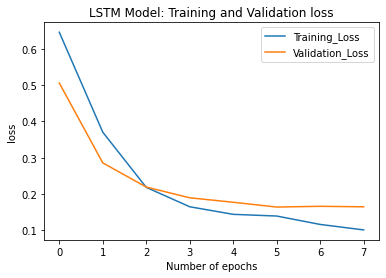 LSTM Model: Training and Validation loss
Training_Loss
Validation_Loss
loss
0.6
0.5
0.4
0.3
0.2
0.1
0 1 2 3 4 5 6 7
Number of epochs